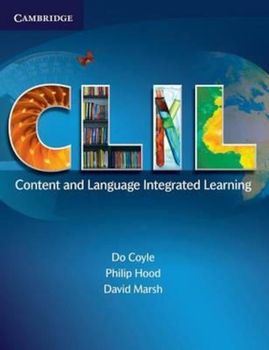 CAMBRIDGE
CLIL
Content and Language Integrated Learning
Do Coyle
Philip Hood
David Marsh